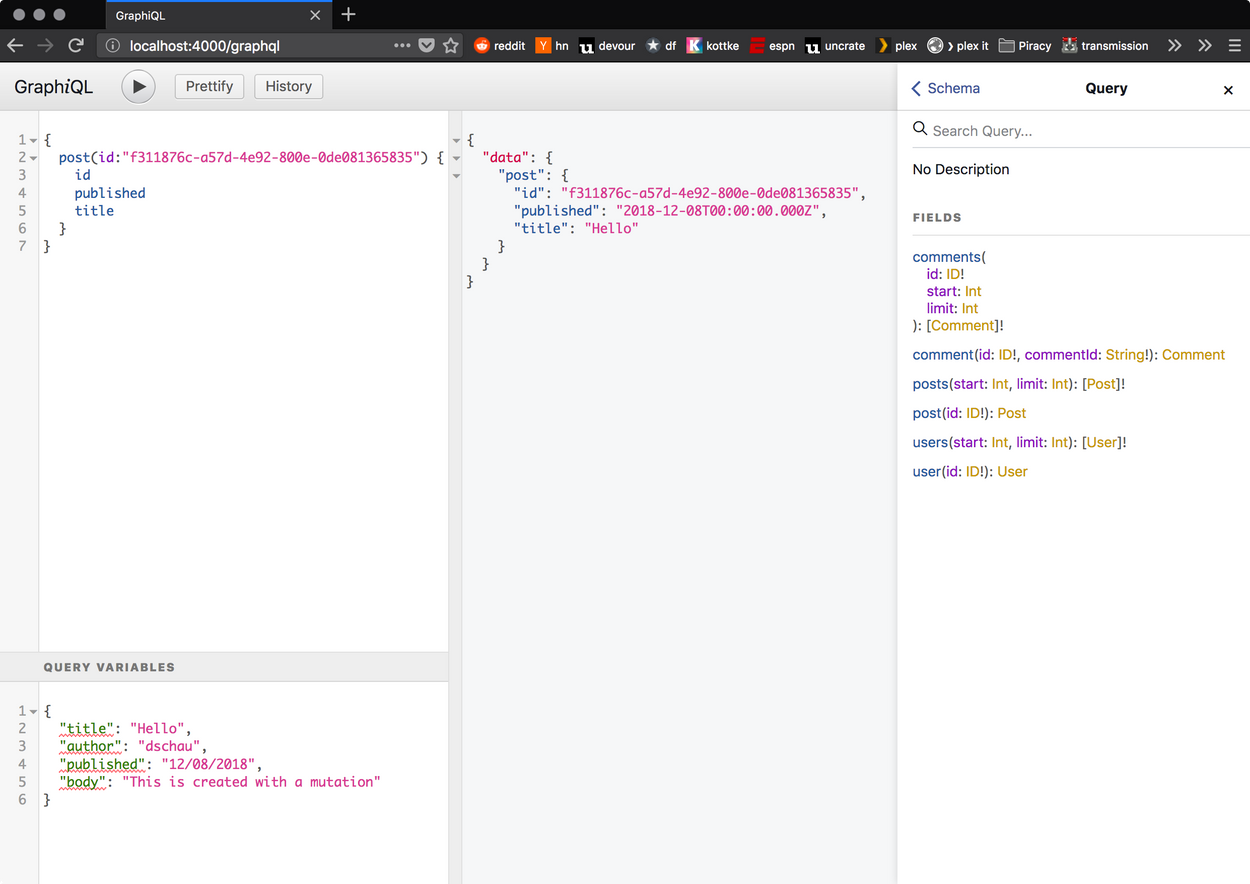 GraphiQL
localhost:4000/graphql
reddit
Y hn
u devour
df
K kottke
espn
u uncrate
plex
plex it
Piracy
transmission
GraphiQL
Prettify
History
1 {
2 post(id:"f311876c-a57d-4e92-800e-0de081365835") {
3 id
4 published
5 title
6 }
7 }
QUERY VARIABLES
1 {
2 "title": "Hello",
3 "author": "dschau",
4 "published": "12/08/2018",
5 "body": "This is created with a mutation"
6 }
{
"data": {
"post": {
"id": "f311876c-a57d-4e92-800e-0de081365835",
"published": "2018-12-08T00:00:00.000Z",
"title": "Hello"
}
}
}
Schema
Query
Search Query...
No Description
FIELDS
comments(
id: ID!
start: Int
limit: Int
): [Comment]!
comment(id: ID!, commentId: String!): Comment
posts(start: Int, limit: Int): [Post]!
post(id: ID!): Post
users(start: Int, limit: Int): [User]!
user(id: ID!): User